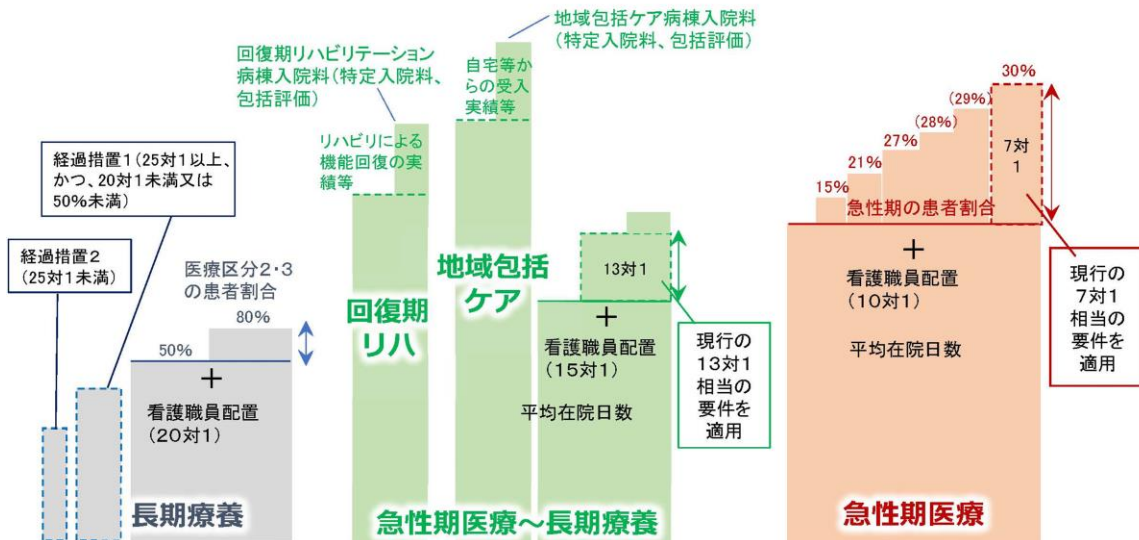 経過措置1(25対1以上、
かつ、20対1未満又は
50%未満)
経過措置2
(25対1未満)
医療区分2・3
の患者割合
80%
50%
+
看護職員配置
(20対1)
長期療養
回復期リハビリテーション
病棟入院料(特定入院料、
包括評価)
リハビリによる
機能回復の実
績等
回復期
リハ
地域包括ケア病棟入院料
(特定入院料、包括評価)
自宅等か
らの受入
実績等
地域包括
ケア
13対1
+
看護職員配置
(15対1)
平均在院日数
現行の
13対1
相当の
要件を
適用
急性期医療~長期療養
15%
21%
27%
(28%)
(29%)
30%
7対
1
急性期の患者割合
+
看護職員配置
(10対1)
平均在院日数
現行の
7対1
相当の
要件を
適用
急性期医療